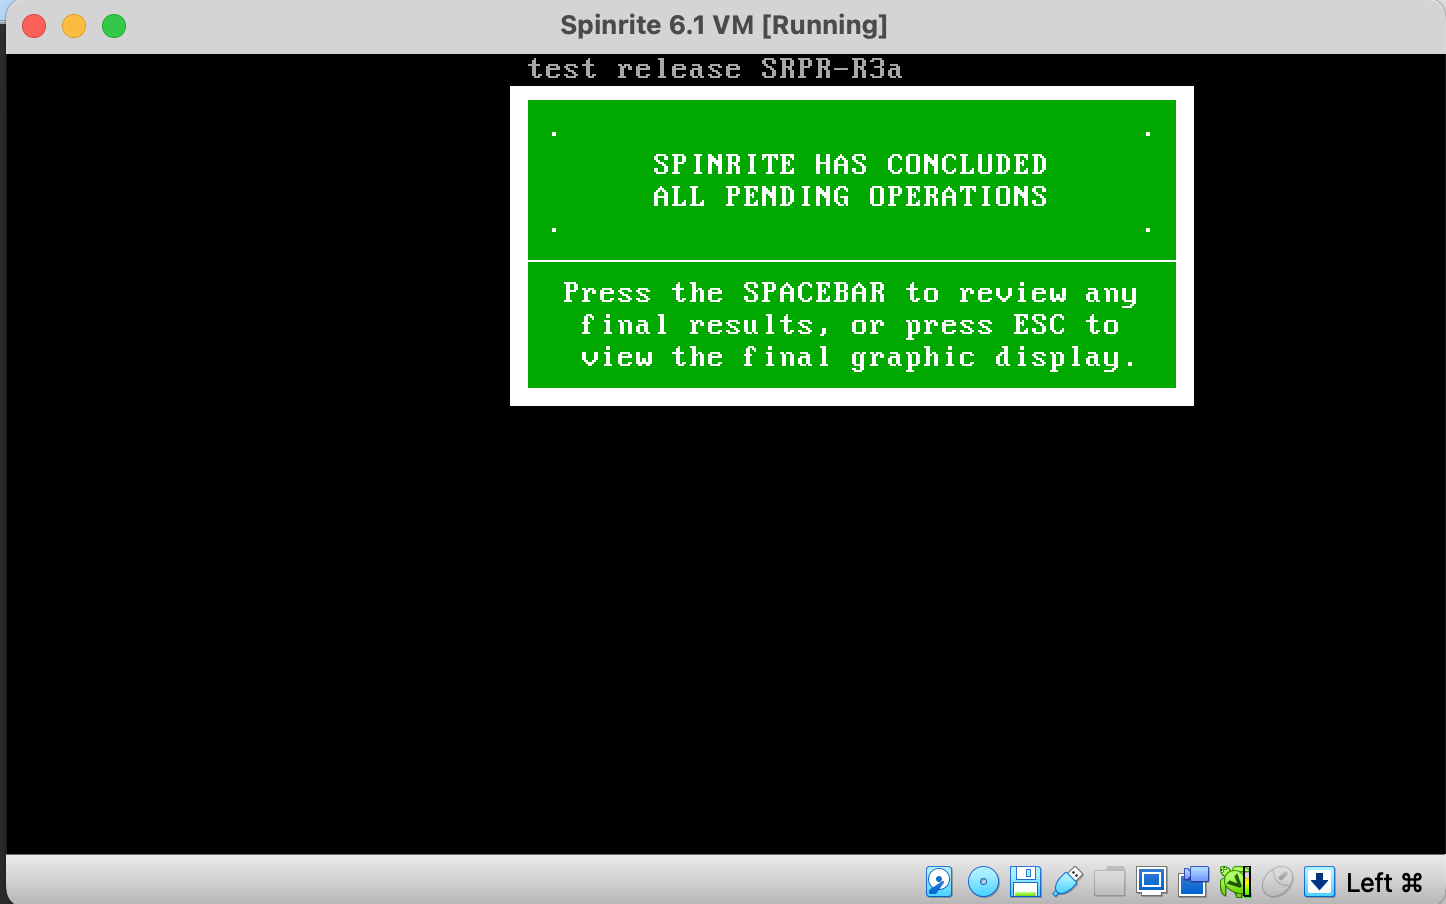 Spinrite 6.1 VM [Running]
test release SRPR-R3a
SPINRITE HAS CONCLUDED
ALL PENDING OPERATIONS
Press the SPACEBAR to review any
final results, or press ESC to
view the final graphic display.
Left ⌘